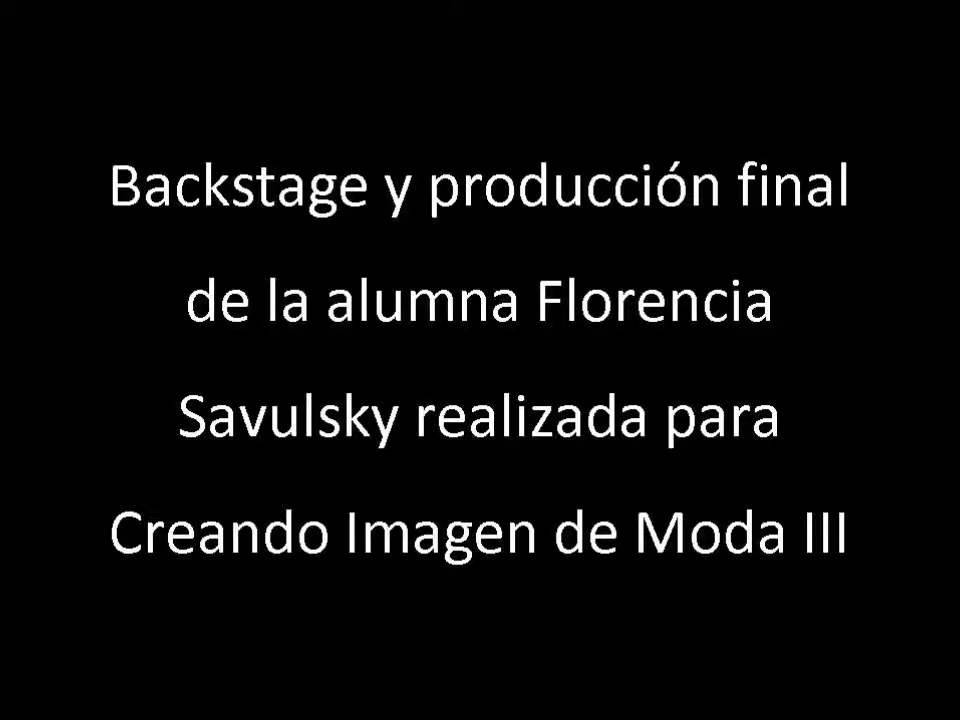 Backstage y producción final
de la alumna Florencia
Savulsky realizada para
Creando Imagen de Moda III